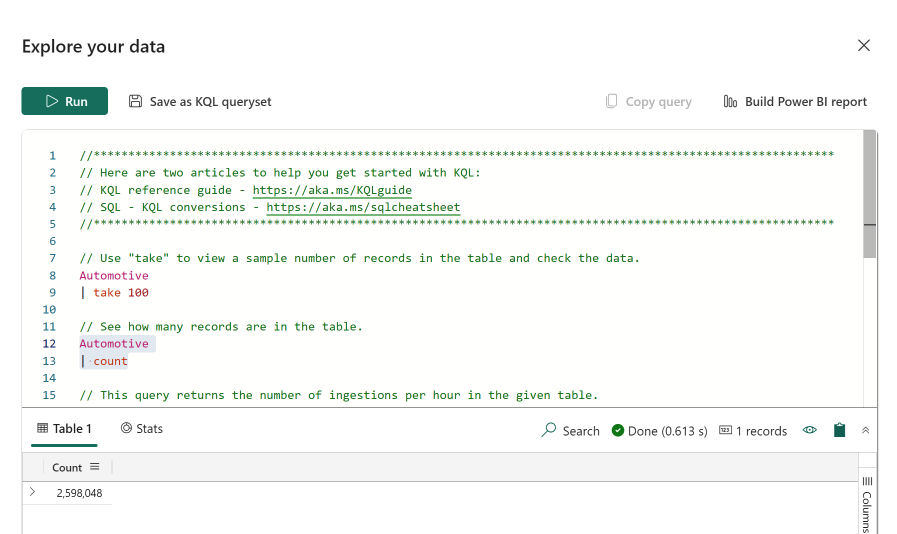 Explore your data
Run
Save as KQL queryset
Copy query
Build Power BI report
1 //***********************************************************************************************************
2 // Here are two articles to help you get started with KQL:
3 // KQL reference guide - https://aka.ms/KQLguide
4 // SQL - KQL conversions - https://aka.ms/sqlcheatsheet
5 //***********************************************************************************************************
6
7 // Use "take" to view a sample number of records in the table and check the data.
8 Automotive
9 | take 100
10
11 // See how many records are in the table.
12 Automotive
13 | count
14
15 // This query returns the number of ingestions per hour in the given table.
Table 1
Stats
Search
Done (0.613 s)
123 1 records
Count
2,598,048
Columns